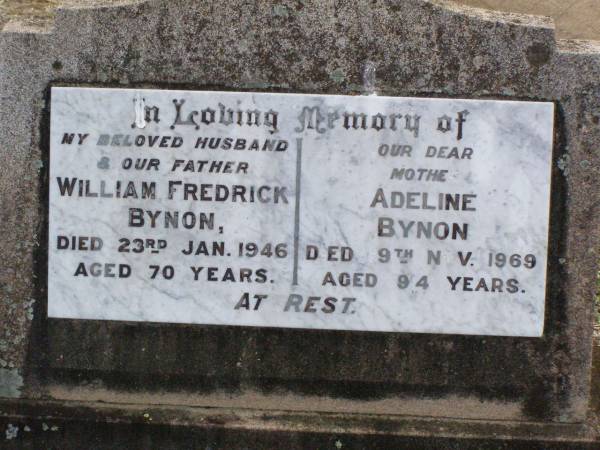 In Loving Memory of
MY BELOVED HUSBAND
& OUR FATHER
WILLIAM FREDRICK
BYNON,
DIED 23RD JAN. 1946
AGED 70 YEARS.
OUR DEAR
MOTHE
ADELINE
BYNON
D ED 9TH N V. 1969
AGED 94 YEARS.
AT REST.